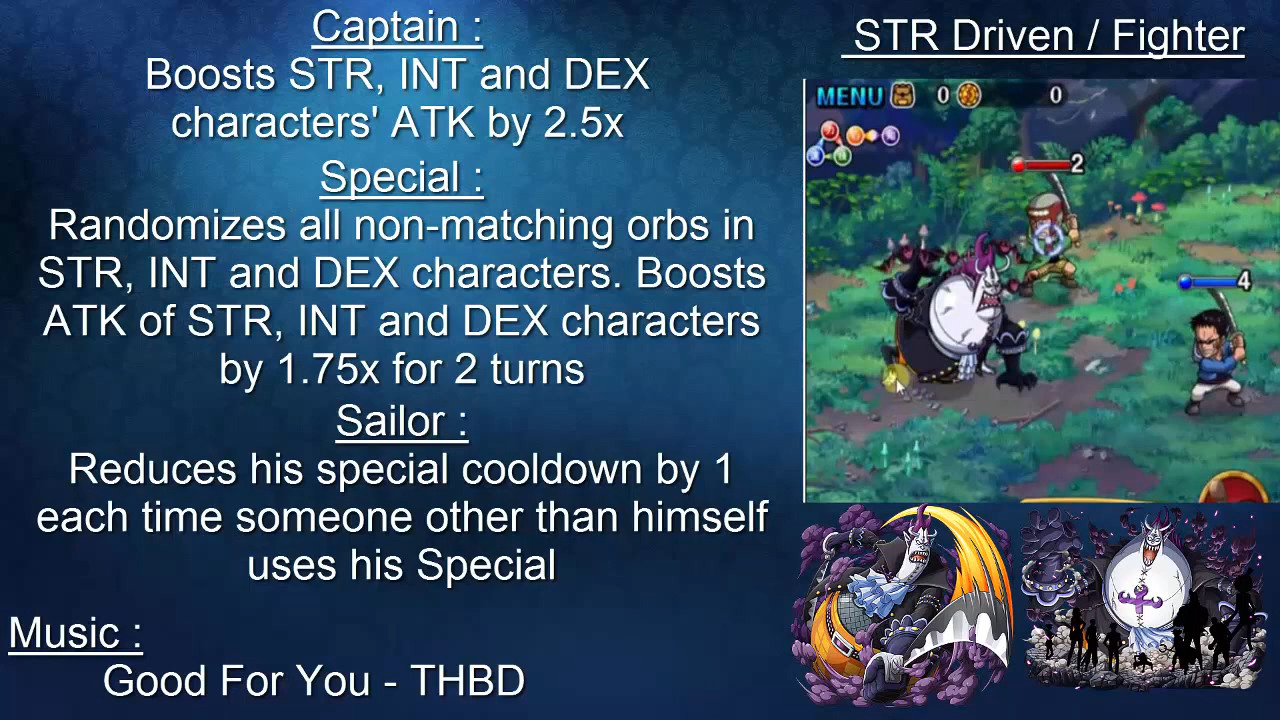 Captain :
Boosts STR, INT and DEX
characters' ATK by 2.5x
Special :
Randomizes all non-matching orbs in
STR, INT and DEX characters. Boosts
ATK of STR, INT and DEX characters
by 1.75x for 2 turns
Sailor :
Reduces his special cooldown by 1
each time someone other than himself
uses his Special
Music :
Good For You - THBD
STR Driven / Fighter
MENU 0 0
2
4